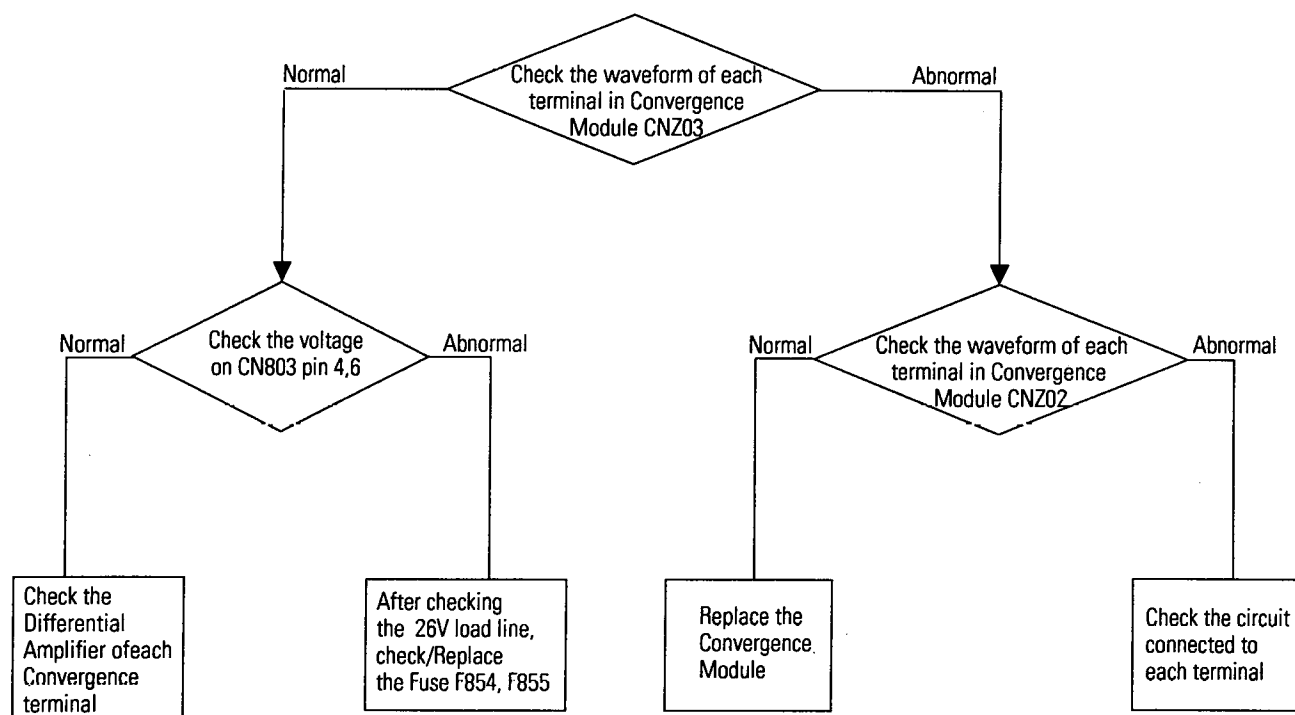 Normal
Check the waveform of each
terminal in Convergence
Module CNZ03
Abnormal
Normal
Check the voltage
on CN803 pin 4,6
Abnormal
Normal
Check the waveform of each
terminal in Convergence
Module CNZ02
Abnormal
Check the
Differential
Amplifier ofeach
Convergence
terminal
After checking
the 26V load line,
check/Replace
the Fuse F854, F855
Replace the
Convergence
Module
Check the circuit
connected to
each terminal